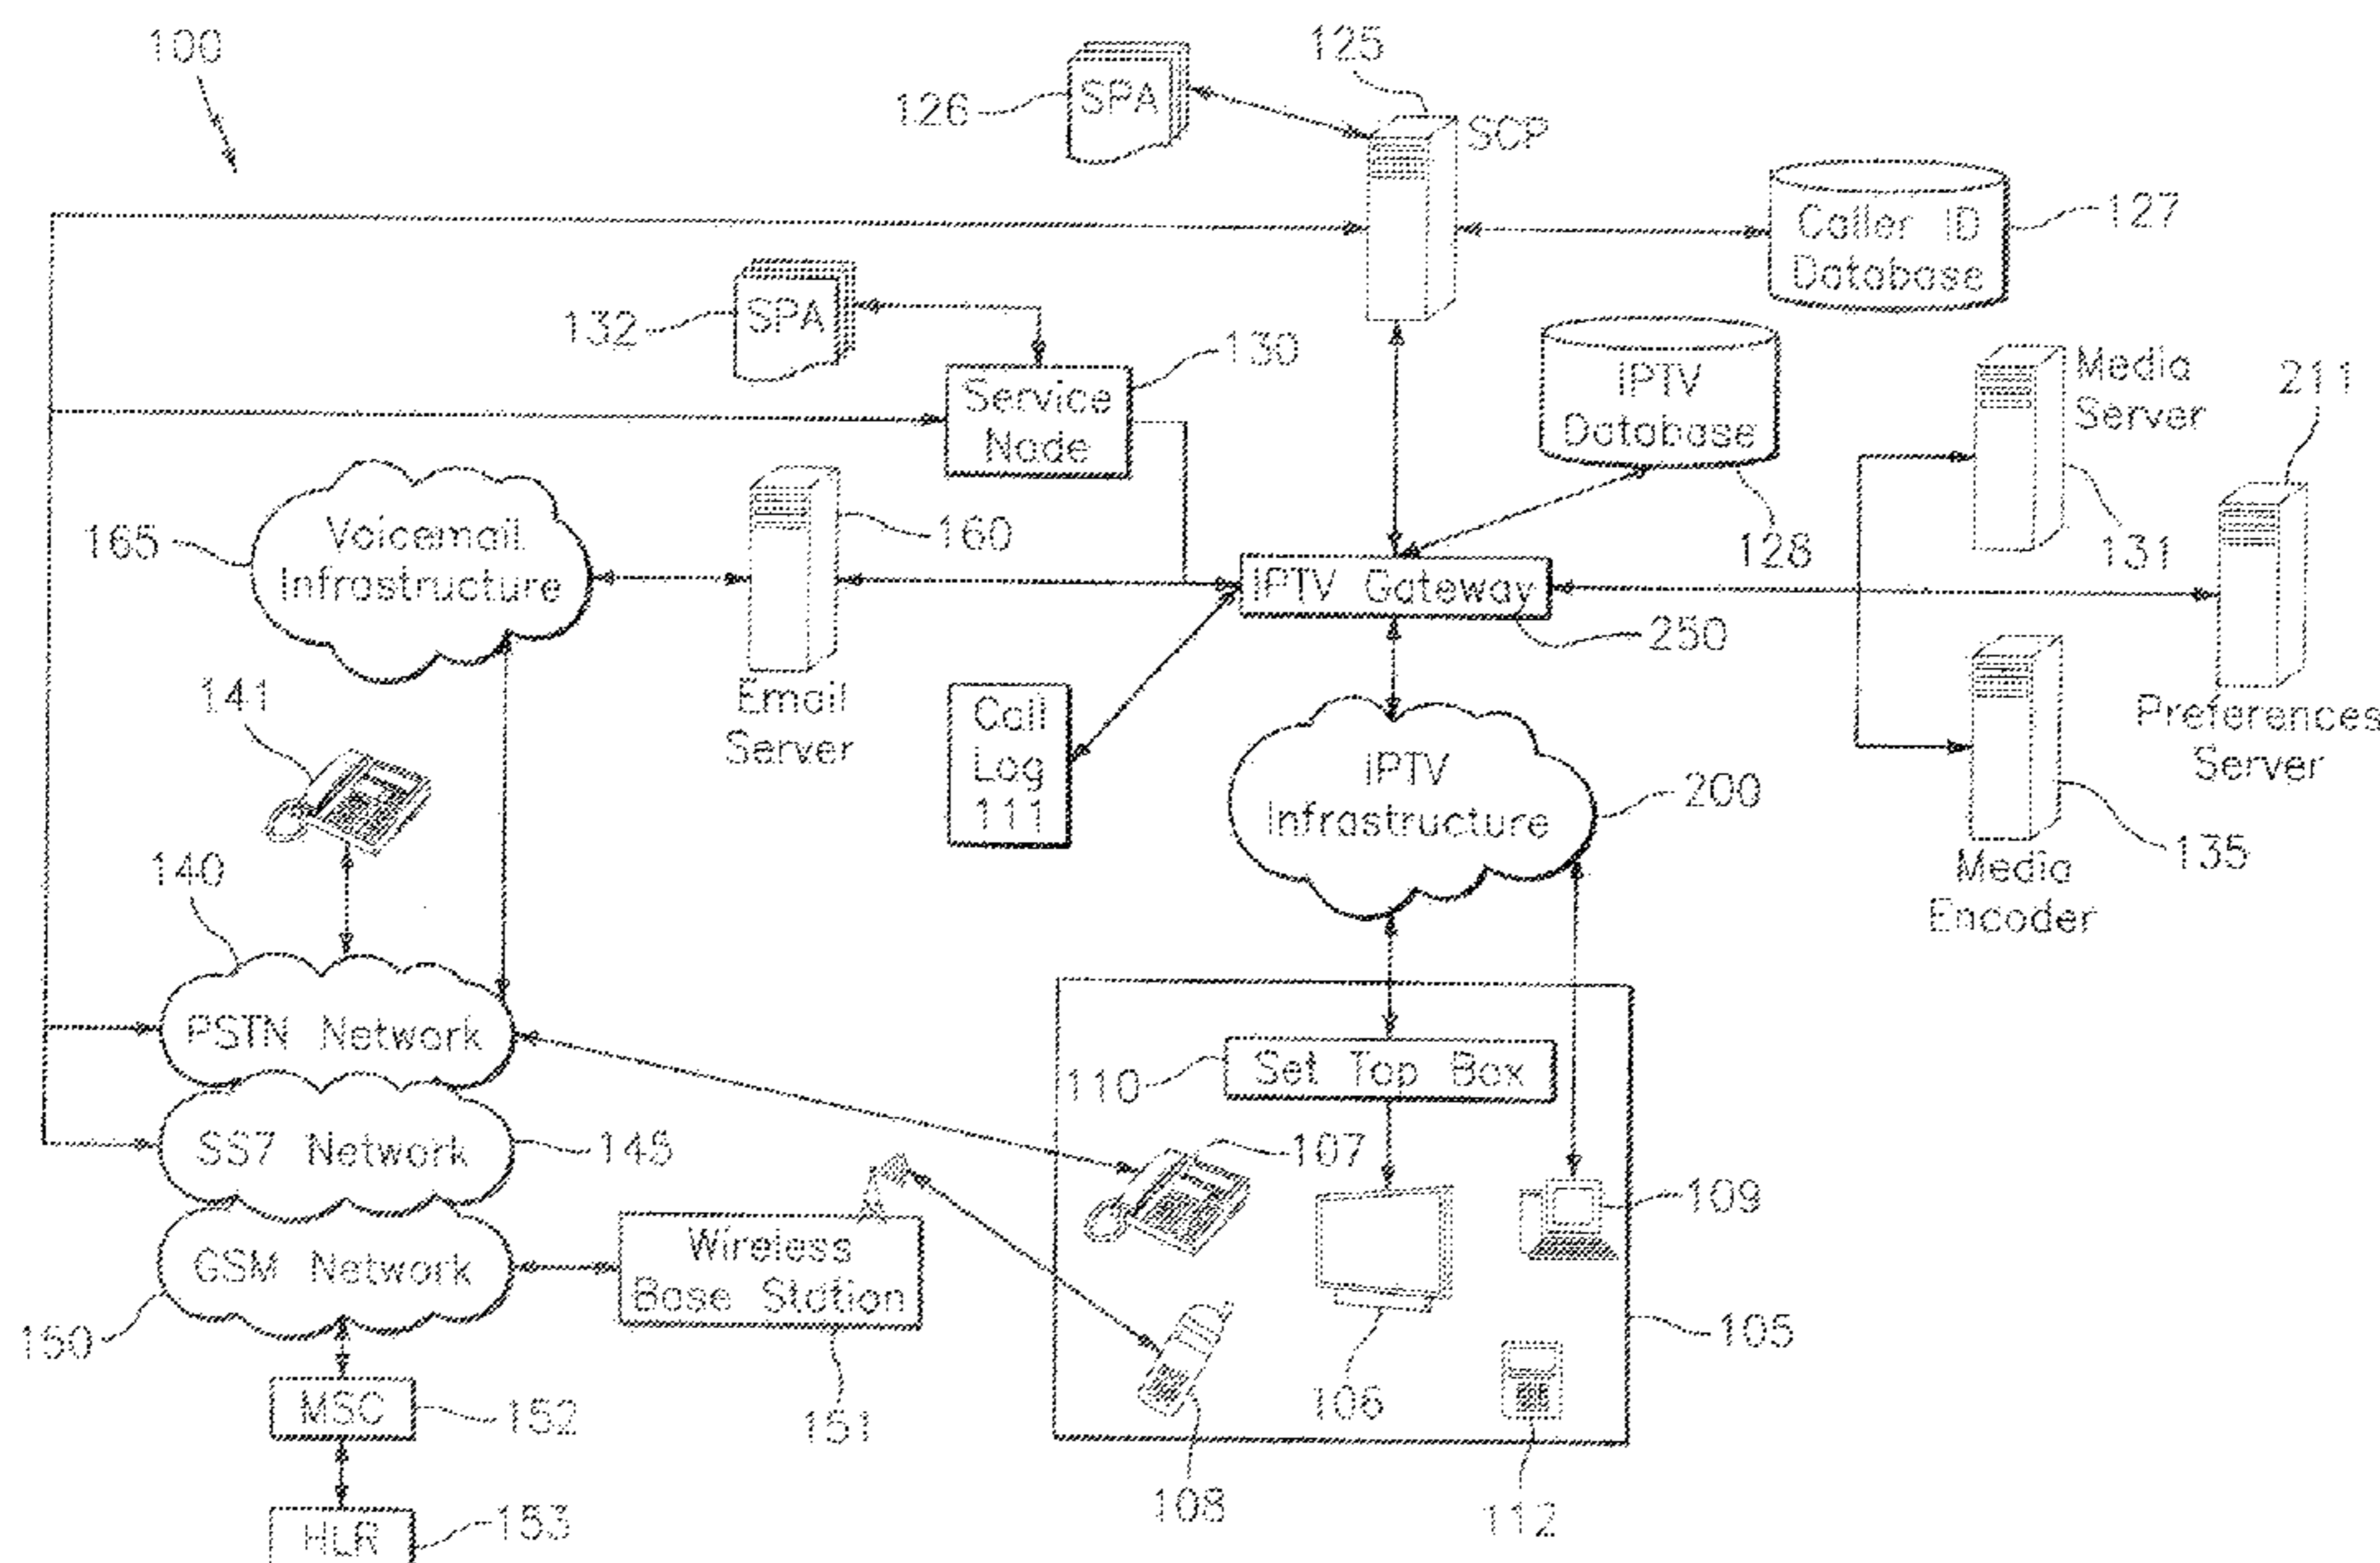 100
125
126
SPA
SCP
Caller ID
Database
127
132
SPA
130
Service
Node
IPTV
Database
128
Media
Server
131
211
165
Voicemail
Infrastructure
160
Email
Server
IPTV Gateway
250
Preferences
Server
141
Call
Log
111
IPTV
Infrastructure
200
135
Media
Encoder
140
PSTN Network
110
Set Top Box
SS7 Network
145
107
109
GSM Network
150
Wireless
Base Station
151
106
105
MSC
152
108
112
HLR
153